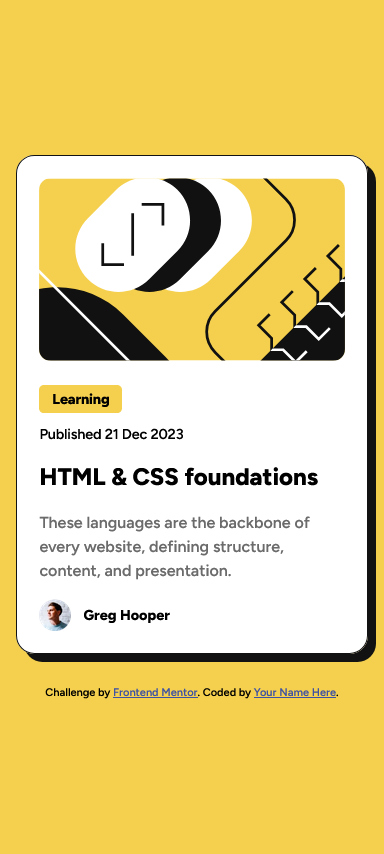 Learning
Published 21 Dec 2023
HTML & CSS foundations
These languages are the backbone of
every website, defining structure,
content, and presentation.
Greg Hooper
Challenge by Frontend Mentor. Coded by Your Name Here.